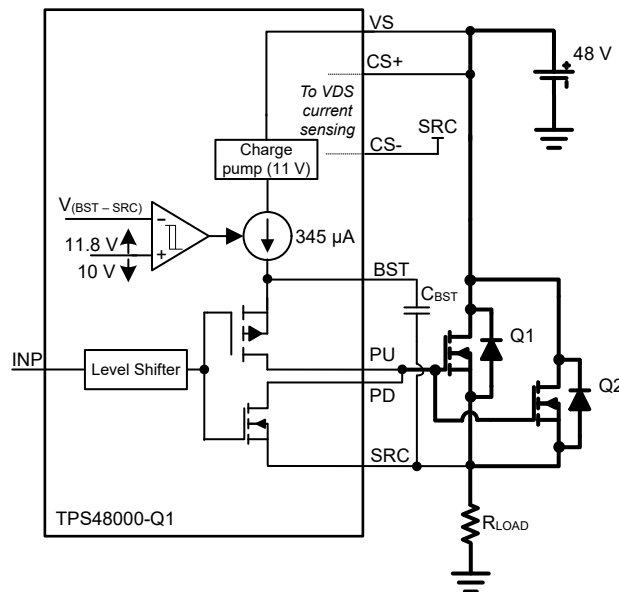 VS
CS+
48 V
To VDS
current
sensing
SRC
CS-
Charge
pump (11 V)
V(BST – SRC)
11.8 V
10 V
345 µA
BST
CBST
Q1
INP
Level Shifter
PU
Q2
PD
SRC
RLOAD
TPS48000-Q1